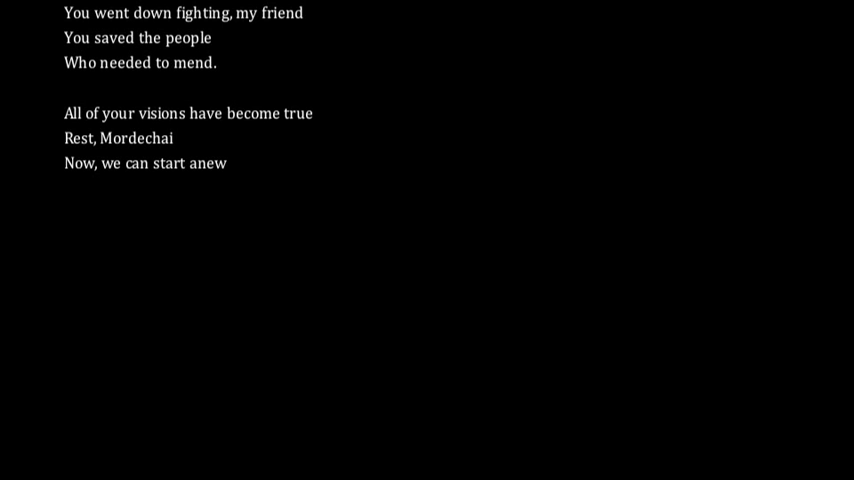 You went down fighting, my friend
You saved the people
Who needed to mend.
All of your visions have become true
Rest, Mordechai
Now, we can start anew